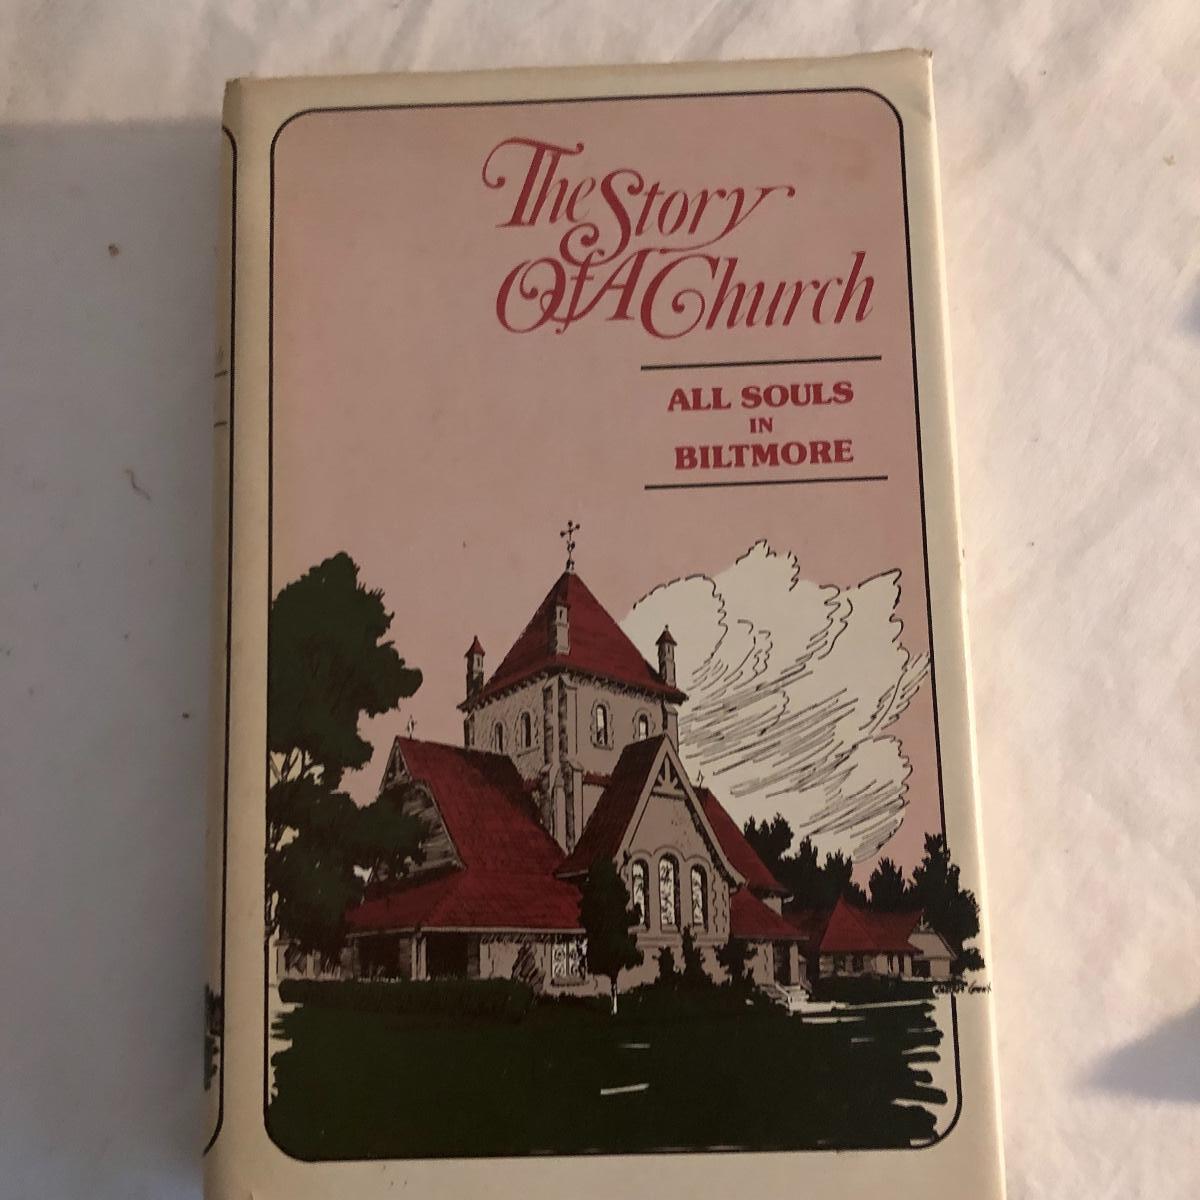 The Story
Of A Church
ALL SOULS
IN
BILTMORE